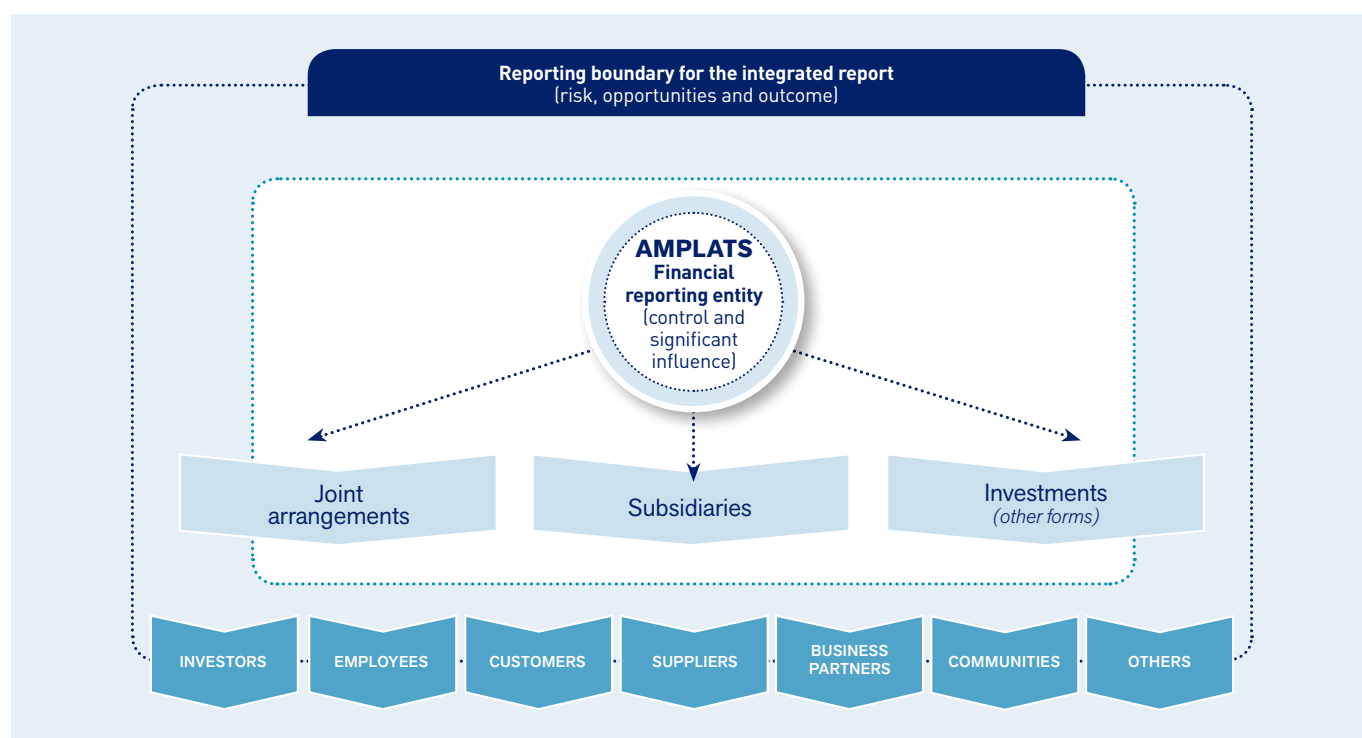 Reporting boundary for the integrated report
(risk, opportunities and outcome)
AMPLATS
Financial
reporting entity
(control and
significant
influence)
Joint
arrangements
Subsidiaries
Investments
(other forms)
INVESTORS
EMPLOYEES
CUSTOMERS
SUPPLIERS
BUSINESS
PARTNERS
COMMUNITIES
OTHERS